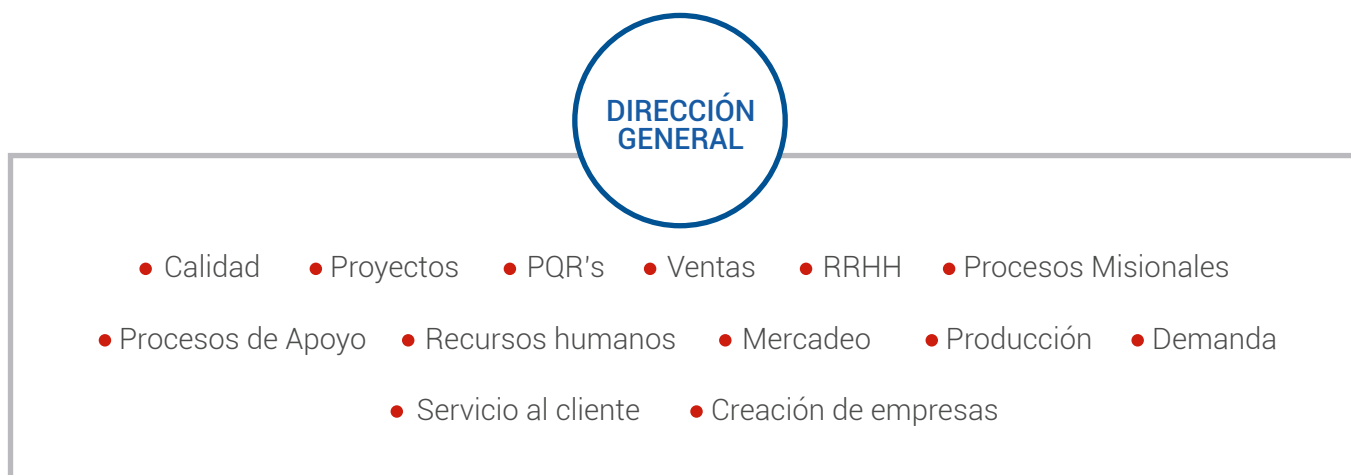 DIRECCIÓN
GENERAL
• Calidad • Proyectos • PQR's • Ventas • RRHH • Procesos Misionales
• Procesos de Apoyo • Recursos humanos • Mercadeo • Producción • Demanda
• Servicio al cliente • Creación de empresas